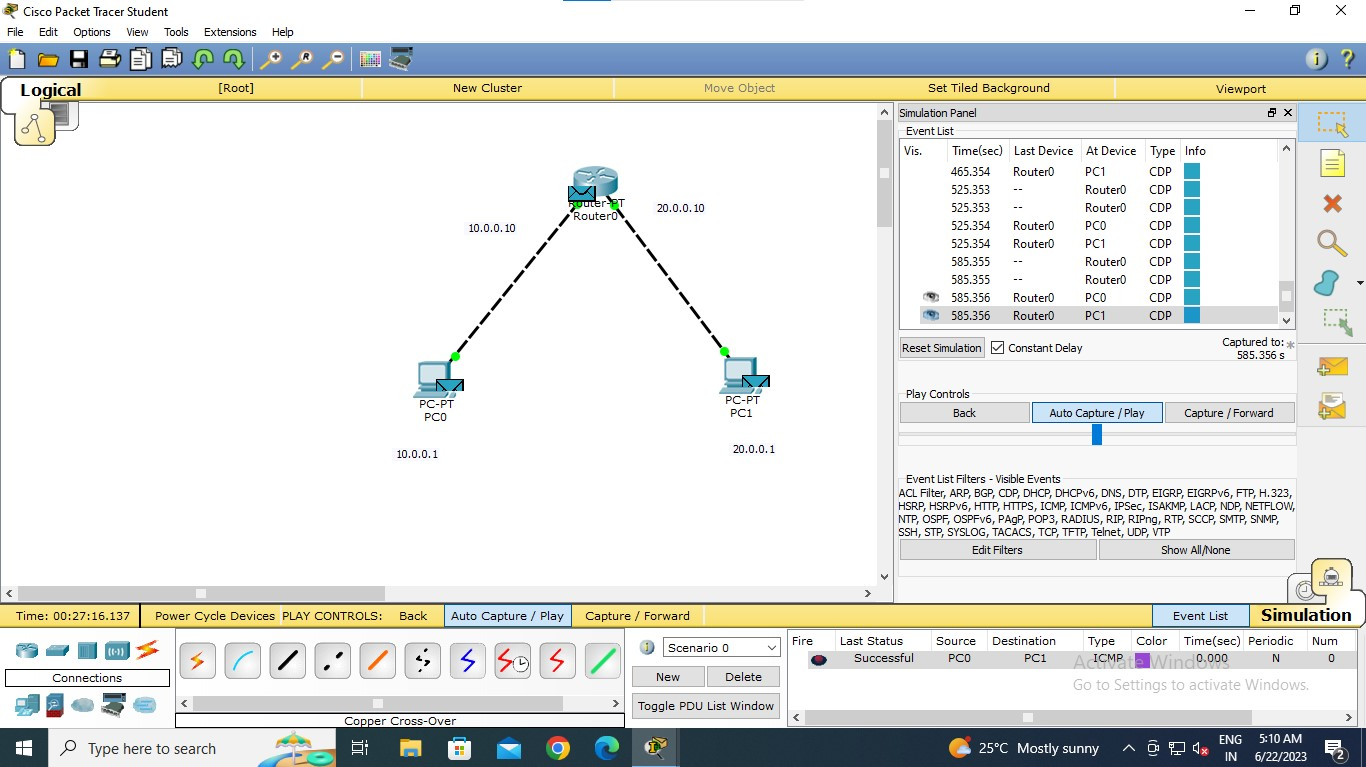 Cisco Packet Tracer Student
File Edit Options View Tools Extensions Help
Logical [Root] New Cluster Move Object Set Tiled Background Viewport
Router-PT
Router0
10.0.0.10
20.0.0.10
PC-PT
PC0
10.0.0.1
PC-PT
PC1
20.0.0.1
Simulation Panel
Event List
Vis. Time(sec) Last Device At Device Type Info
465.354 Router0 PC1 CDP
525.353 -- Router0 CDP
525.353 -- Router0 CDP
525.354 Router0 PC0 CDP
525.354 Router0 PC1 CDP
585.355 -- Router0 CDP
585.355 -- Router0 CDP
585.356 Router0 PC0 CDP
585.356 Router0 PC1 CDP
Reset Simulation Constant Delay Captured to: *
585.356 s
Play Controls
Back Auto Capture / Play Capture / Forward
Event List Filters - Visible Events
ACL Filter, ARP, BGP, CDP, DHCP, DHCPv6, DNS, DTP, EIGRP, EIGRPv6, FTP, H.323,
HSRP, HSRPv6, HTTP, HTTPS, ICMP, ICMPv6, IPSec, ISAKMP, LACP, NDP, NETFLOW,
NTP, OSPF, OSPFv6, PAgP, POP3, RADIUS, RIP, RIPng, RTP, SCCP, SMTP, SNMP,
SSH, STP, SYSLOG, TACACS, TCP, TFTP, Telnet, UDP, VTP
Edit Filters Show All/None
Time: 00:27:16.137 Power Cycle Devices PLAY CONTROLS: Back Auto Capture / Play Capture / Forward Event List Simulation
Connections
Copper Cross-Over
Scenario 0
New Delete
Toggle PDU List Window
Fire Last Status Source Destination Type Color Time(sec) Periodic Num
Successful PC0 PC1 ICMP 0.000 N 0
Activate Windows
Go to Settings to activate Windows.
Type here to search
25°C Mostly sunny
ENG
IN
5:10 AM
6/22/2023
2